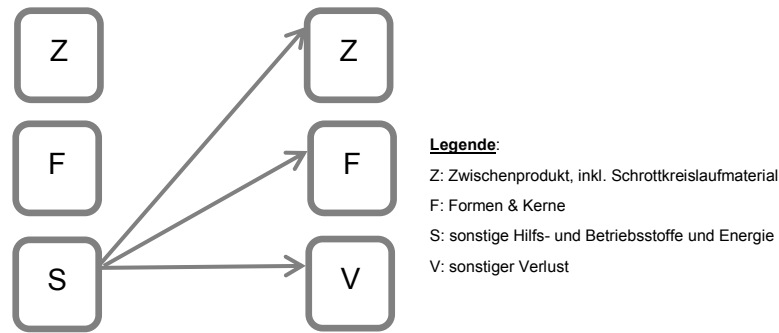 Z
Z
F
F
S
V
Legende:
Z: Zwischenprodukt, inkl. Schrottkreislaufmaterial
F: Formen & Kerne
S: sonstige Hilfs- und Betriebsstoffe und Energie
V: sonstiger Verlust